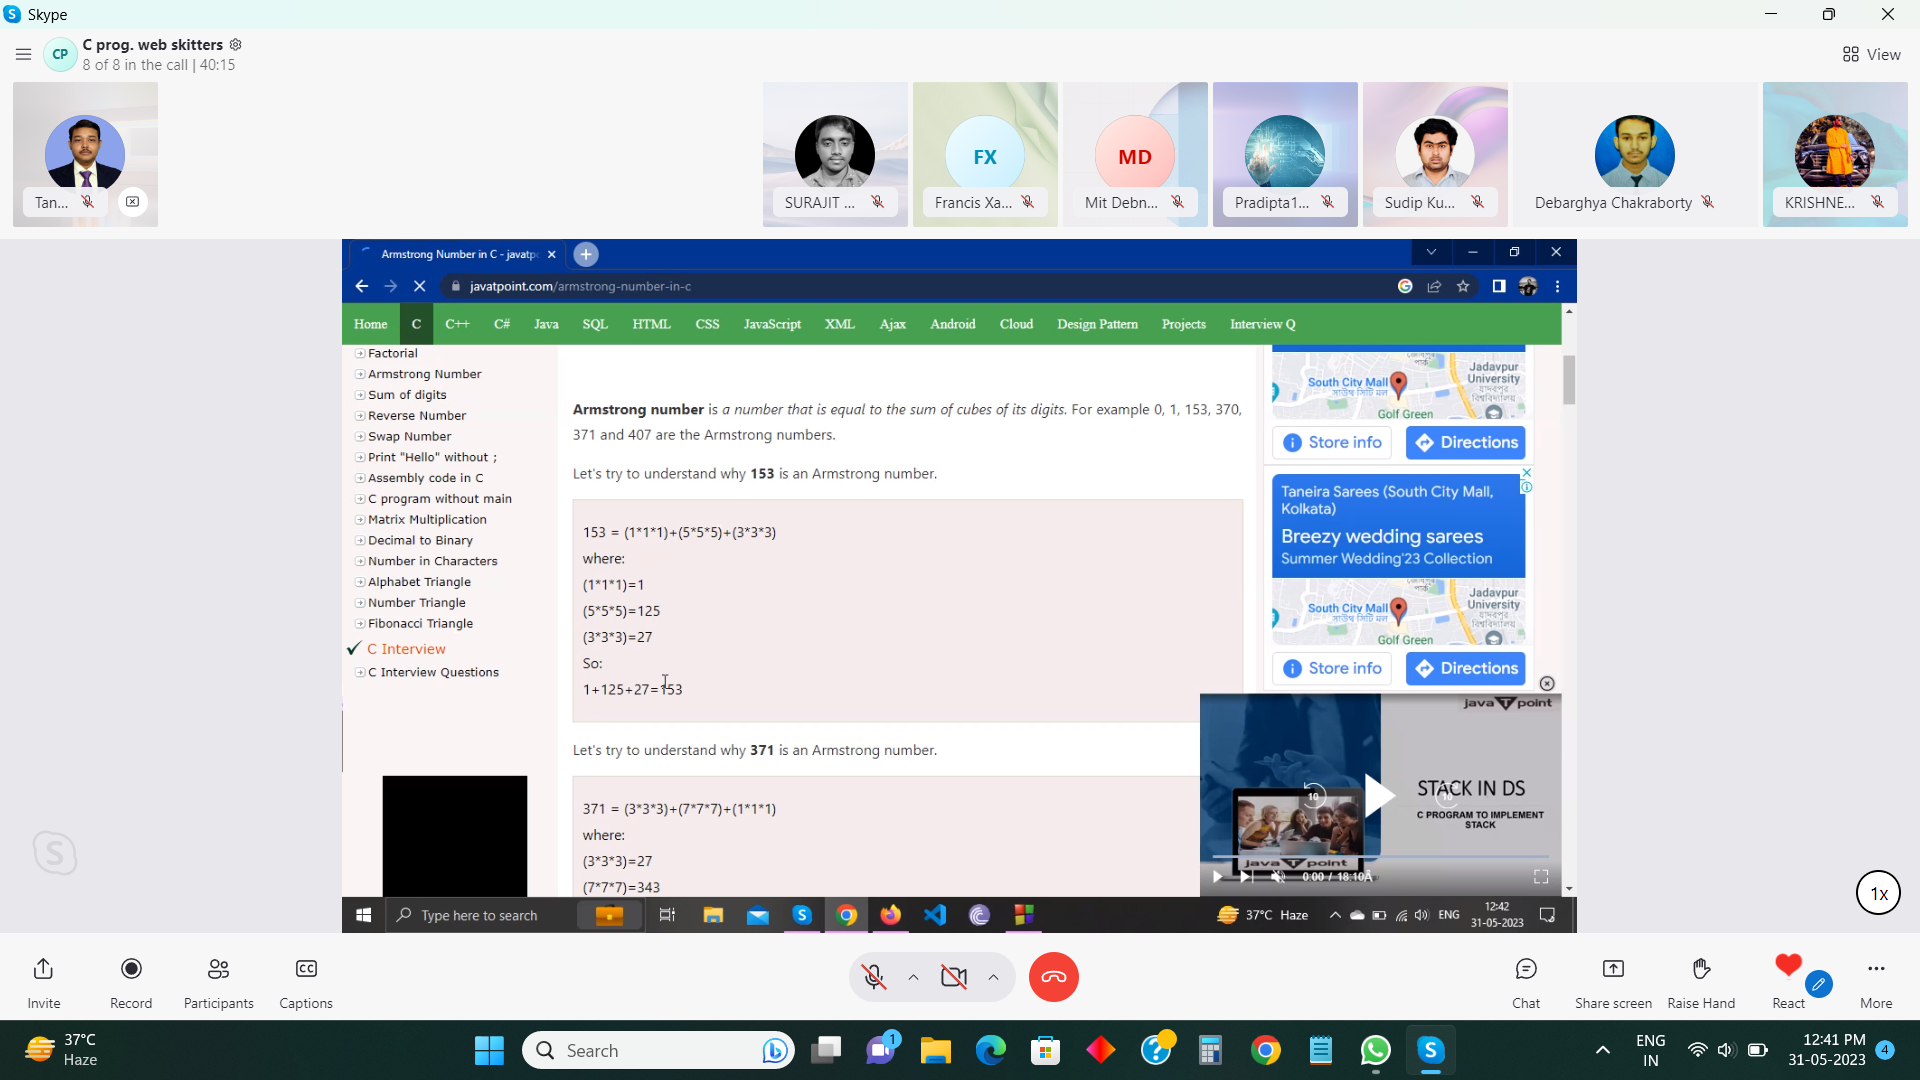 Skype
CP
C prog. web skitters
8 of 8 in the call | 40:15
View
Tan...
SURAJIT ...
FX
Francis Xa...
MD
Mit Debn...
Pradipta1...
Sudip Ku...
Debarghya Chakraborty
KRISHNE...
Armstrong Number in C - javatp
javatpoint.com/armstrong-number-in-c
Home C C++ C# Java SQL HTML CSS JavaScript XML Ajax Android Cloud Design Pattern Projects Interview Q
Factorial
Armstrong Number
Sum of digits
Reverse Number
Swap Number
Print "Hello" without ;
Assembly code in C
C program without main
Matrix Multiplication
Decimal to Binary
Number in Characters
Alphabet Triangle
Number Triangle
Fibonacci Triangle
C Interview
C Interview Questions
Armstrong number is a number that is equal to the sum of cubes of its digits. For example 0, 1, 153, 370,
371 and 407 are the Armstrong numbers.
Let's try to understand why 153 is an Armstrong number.
153 = (1*1*1)+(5*5*5)+(3*3*3)
where:
(1*1*1)=1
(5*5*5)=125
(3*3*3)=27
So:
1+125+27=153
Let's try to understand why 371 is an Armstrong number.
371 = (3*3*3)+(7*7*7)+(1*1*1)
where:
(3*3*3)=27
(7*7*7)=343
South City Mall
সাউথ সিটি মল
Jadavpur
University
Golf Green
Store info
Directions
Taneira Sarees (South City Mall,
Kolkata)
Breezy wedding sarees
Summer Wedding'23 Collection
South City Mall
সাউথ সিটি মল
Jadavpur
University
Golf Green
Store info
Directions
java T point
STACK IN DS
C PROGRAM TO IMPLEMENT
STACK
10
10
java T point
0:00 / 18:10Â
Type here to search
37°C Haze
ENG
12:42
31-05-2023
1x
Invite
Record
Participants
CC
Captions
Chat
Share screen
Raise Hand
React
More
37°C
Haze
Search
1
ENG
IN
12:41 PM
31-05-2023
4